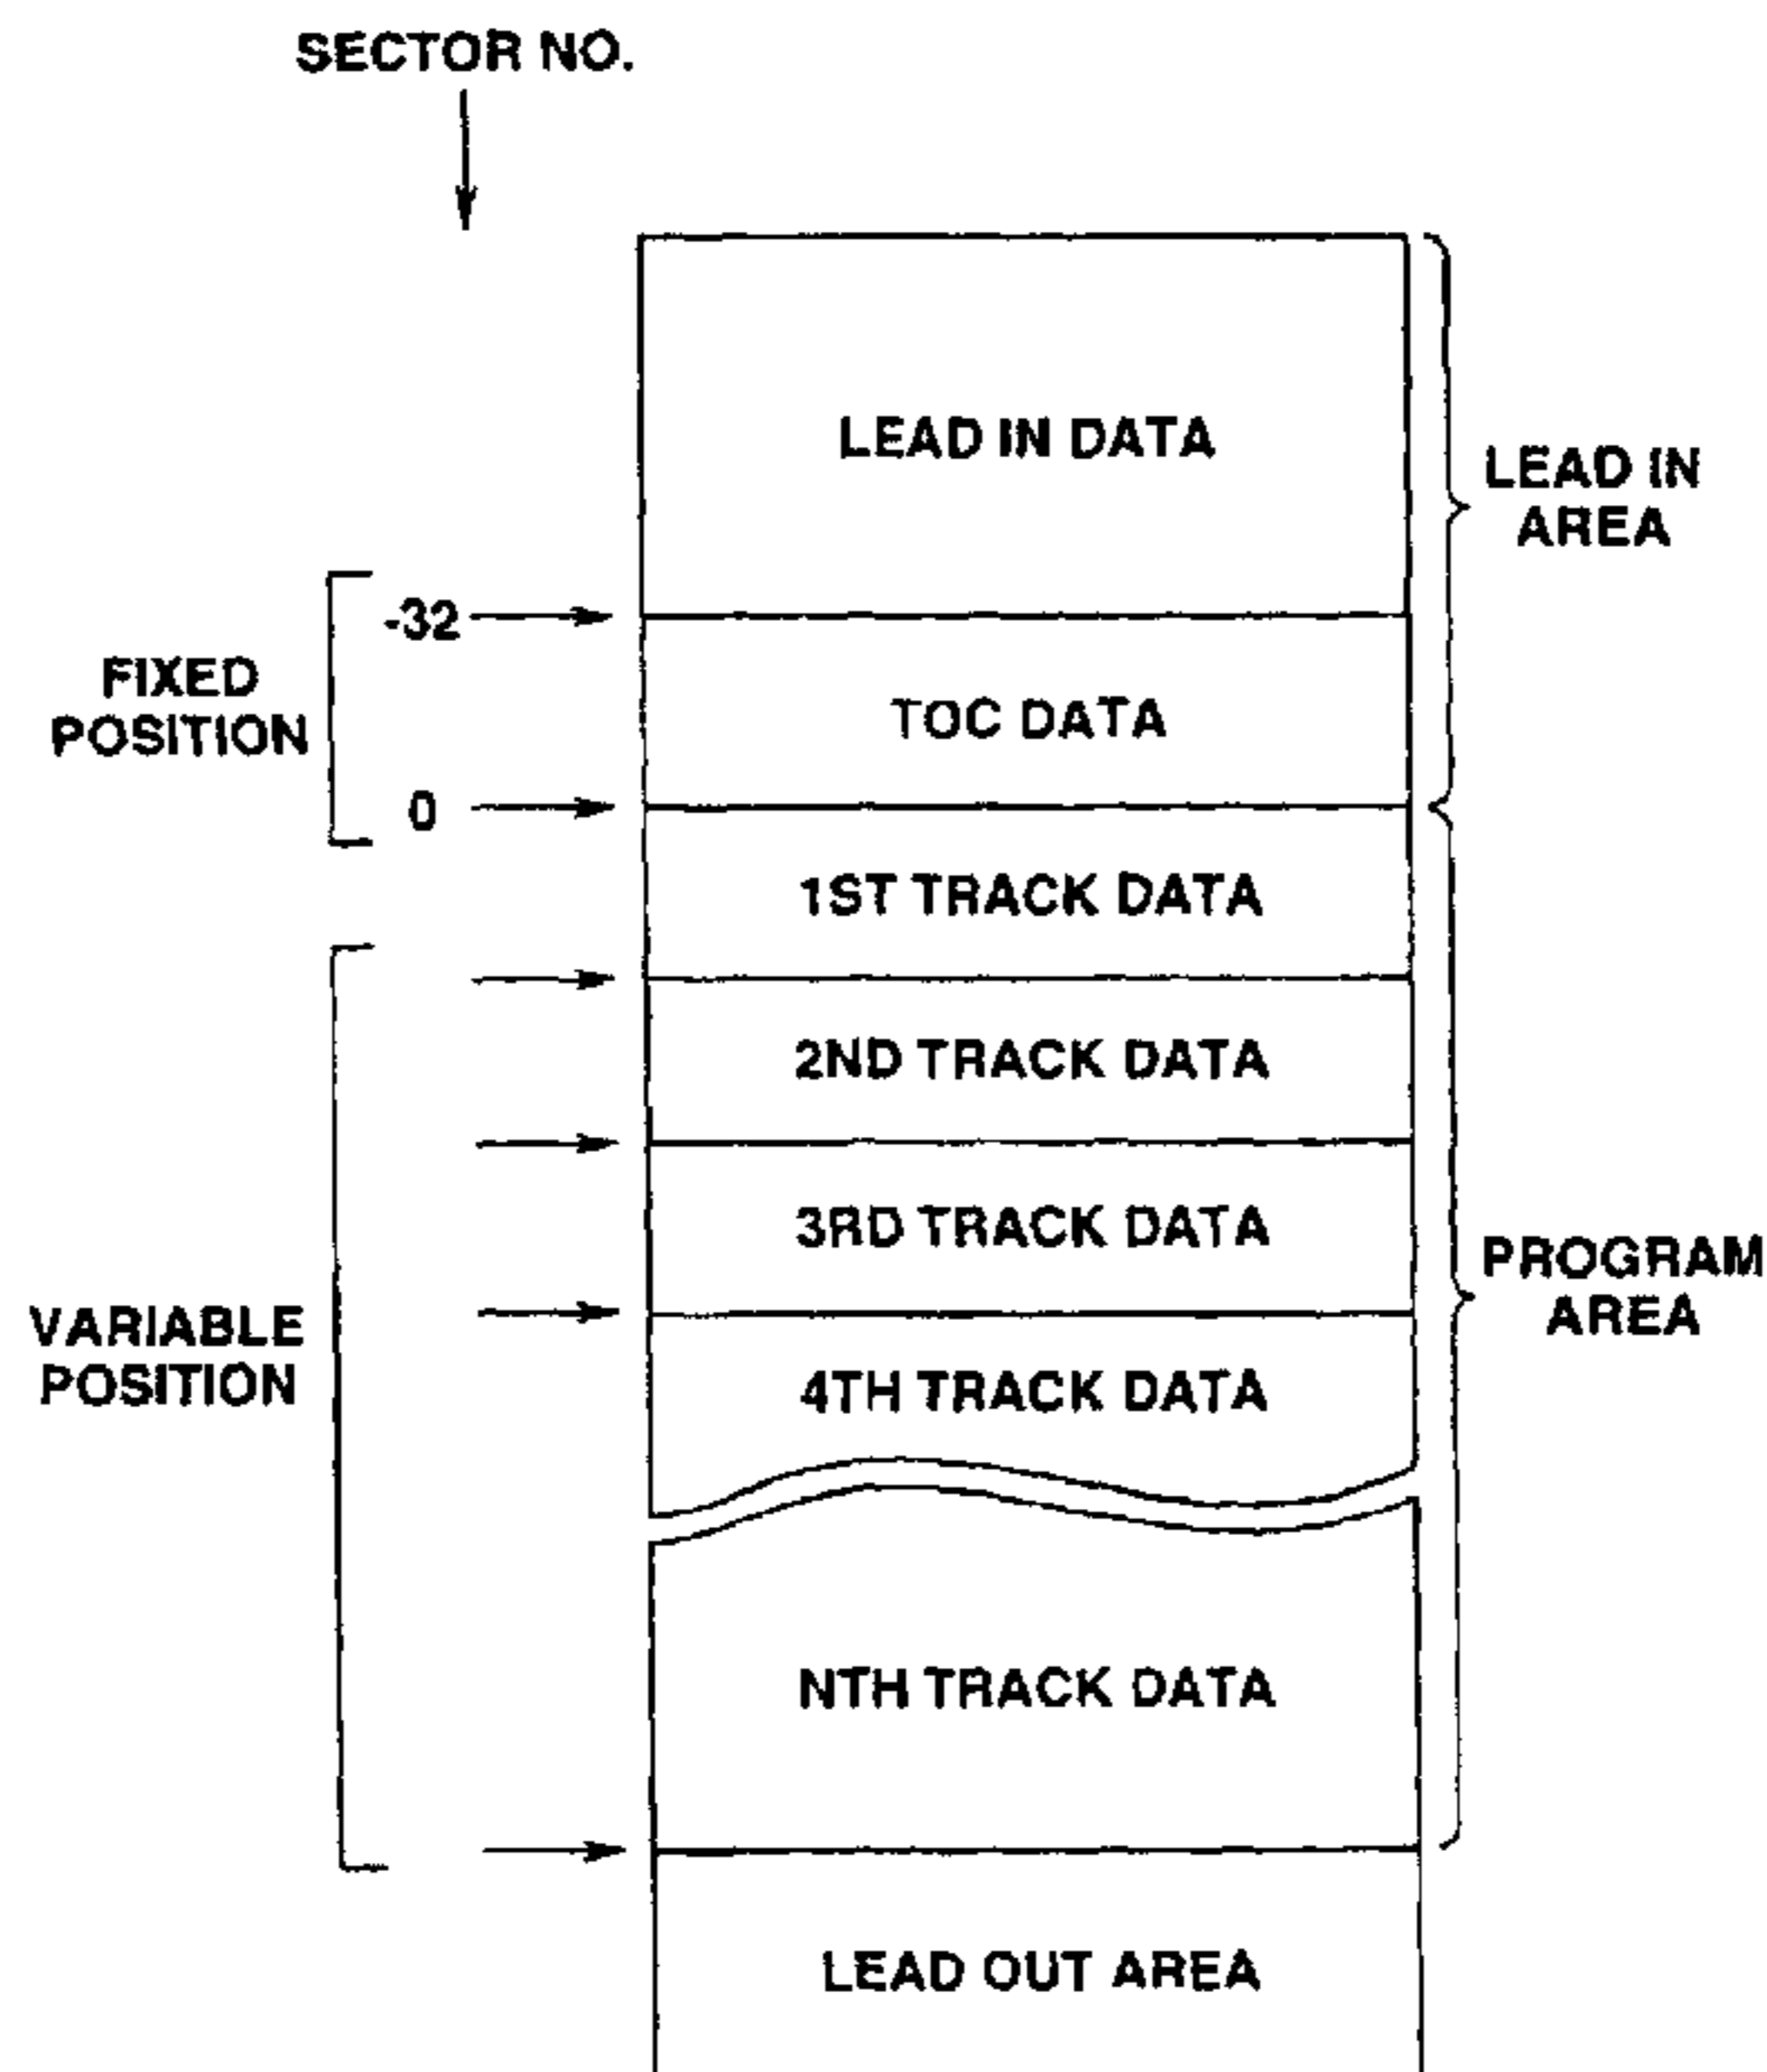 SECTOR NO.
LEAD IN DATA
LEAD IN
AREA
-32
FIXED
POSITION
TOC DATA
0
1ST TRACK DATA
2ND TRACK DATA
3RD TRACK DATA
PROGRAM
AREA
VARIABLE
POSITION
4TH TRACK DATA
NTH TRACK DATA
LEAD OUT AREA